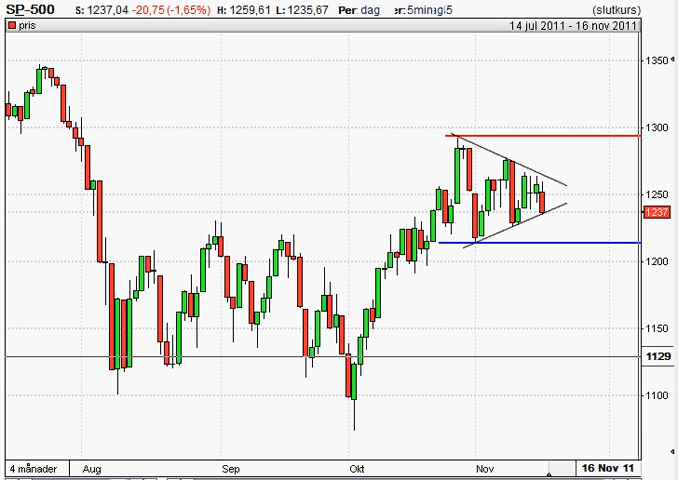 SP-500 S: 1237,04 -20,75 (-1,65%) H: 1259,61 L: 1235,67 Per: dag (slutkurs)
pris 14 jul 2011 - 16 nov 2011
1350
1300
1250
1237
1200
1150
1129
1100
4 månader Aug Sep Okt Nov 16 Nov 11